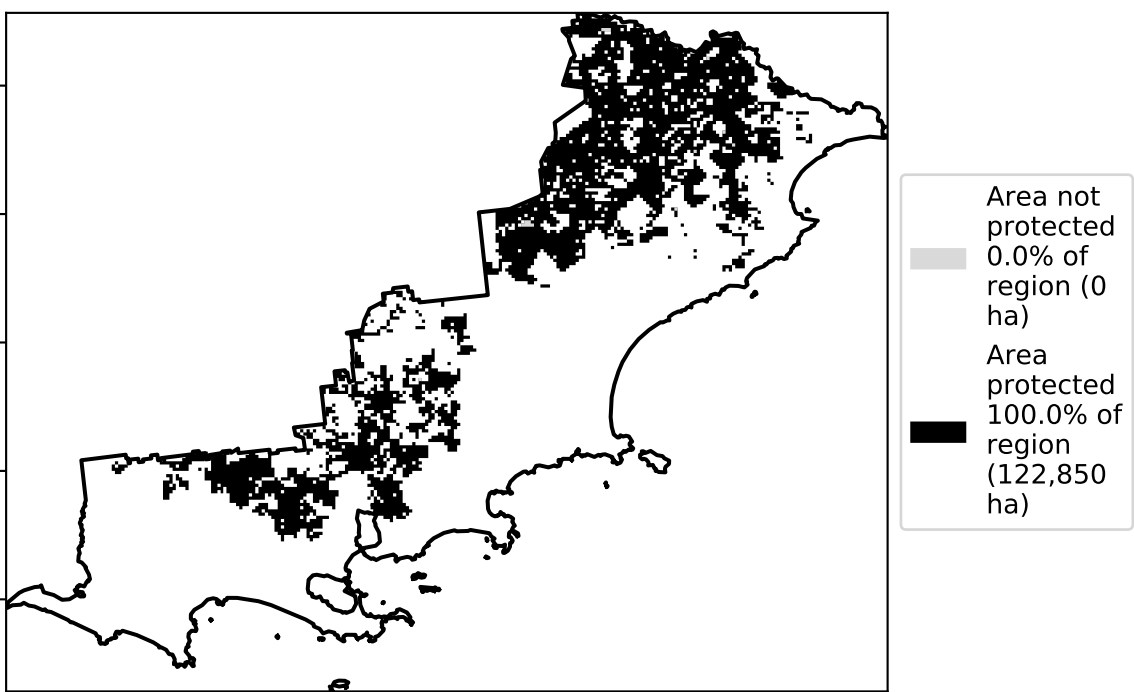 Area not
protected
0.0% of
region (0
ha)
Area
protected
100.0% of
region
(122,850
ha)